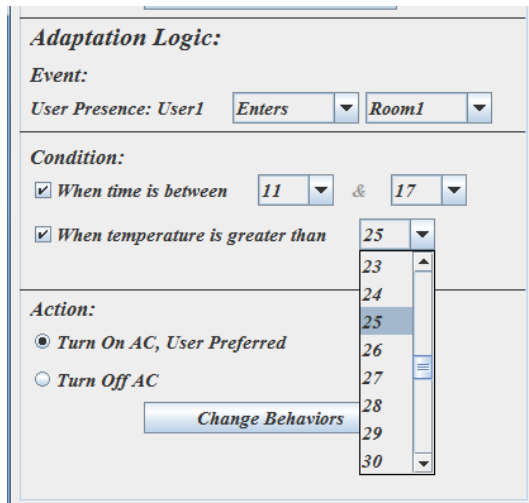 Adaptation Logic:
Event:
User Presence: User1 Enters Room1
Condition:
When time is between 11 & 17
When temperature is greater than 25
23
24
25
26
27
28
29
30
Action:
Turn On AC, User Preferred
Turn Off AC
Change Behaviors